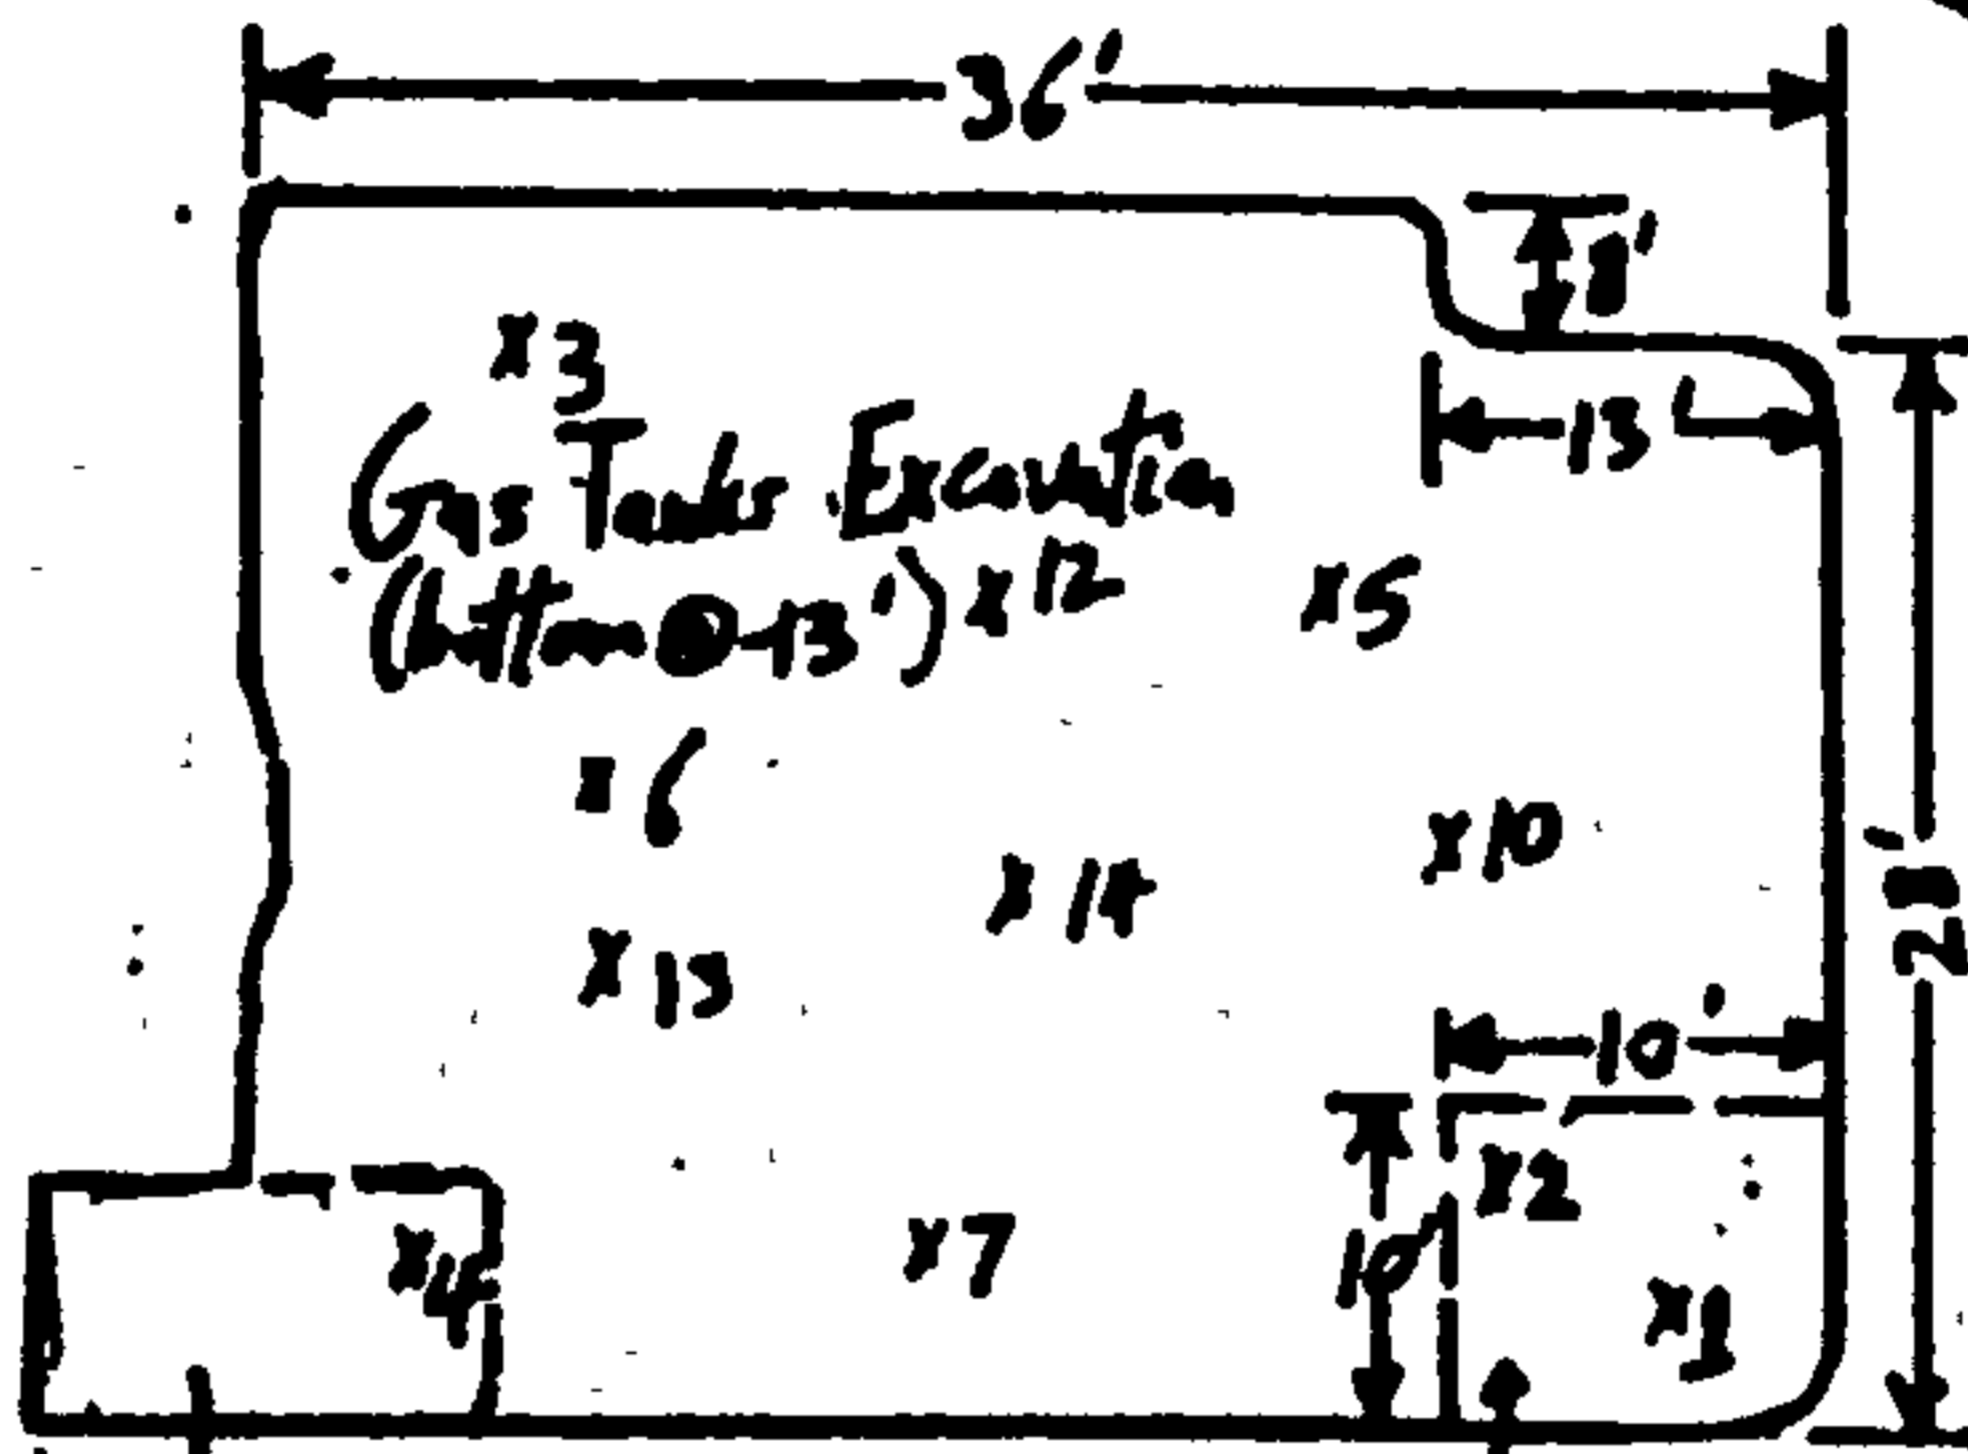 36'
8'
x3
13'
Gas Tanks Excavation
(bottom @ -13')
x12
x5
x6
x10
x14
28'
x13
10'
x2
x4
x7
10'
x1